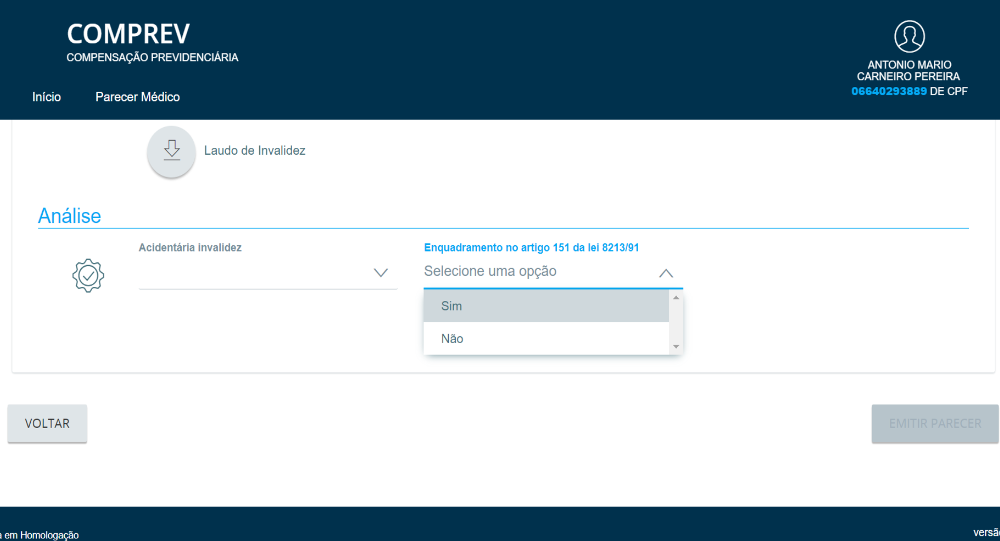 COMPREV
COMPENSAÇÃO PREVIDENCIÁRIA
ANTONIO MARIO
CARNEIRO PEREIRA
06640293889 DE CPF
Início Parecer Médico
Laudo de Invalidez
Análise
Acidentária invalidez
Enquadramento no artigo 151 da lei 8213/91
Selecione uma opção
Sim
Não
VOLTAR
EMITIR PARECER
a em Homologação
versão